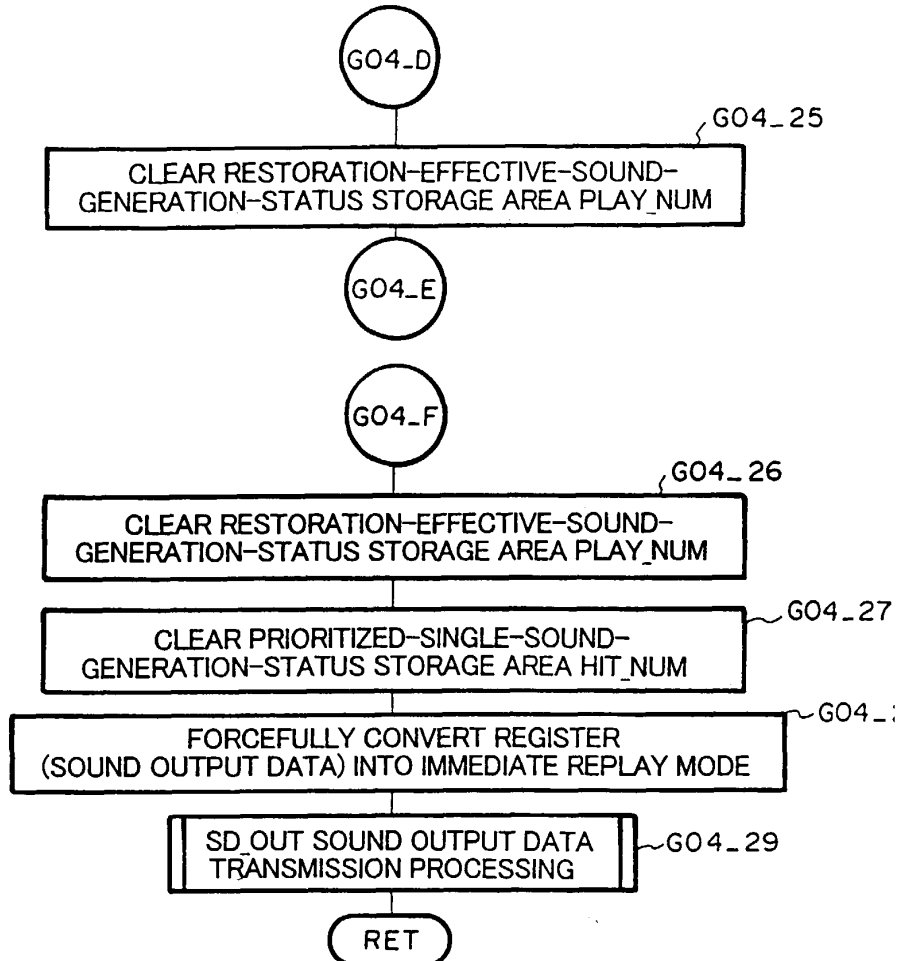 G04_D
G04_25
CLEAR RESTORATION-EFFECTIVE-SOUND-
GENERATION-STATUS STORAGE AREA PLAY_NUM
G04_E
G04_F
G04_26
CLEAR RESTORATION-EFFECTIVE-SOUND-
GENERATION-STATUS STORAGE AREA PLAY_NUM
G04_27
CLEAR PRIORITIZED-SINGLE-SOUND-
GENERATION-STATUS STORAGE AREA HIT_NUM
G04_
FORCEFULLY CONVERT REGISTER
(SOUND OUTPUT DATA) INTO IMMEDIATE REPLAY MODE
SD_OUT SOUND OUTPUT DATA
TRANSMISSION PROCESSING
G04_29
RET